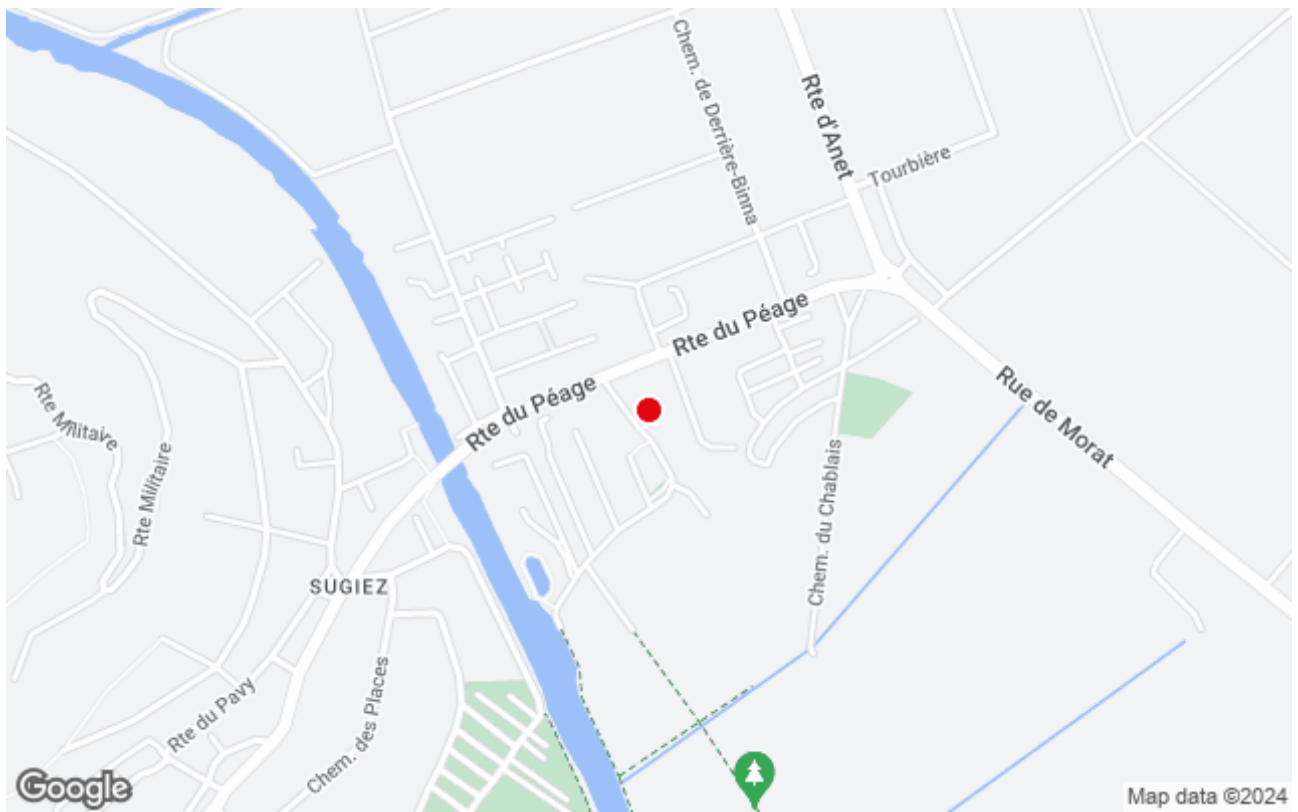 Chem. de Derrière-Binna
Rte d'Anet
Tourbière
Rte du Péage
Rte du Péage
Rue de Morat
Rte Militaire
Rte Militaire
Chem. du Chablais
SUGIEZ
Rte du Pavy
Chem. des Places
Google
Map data ©2024